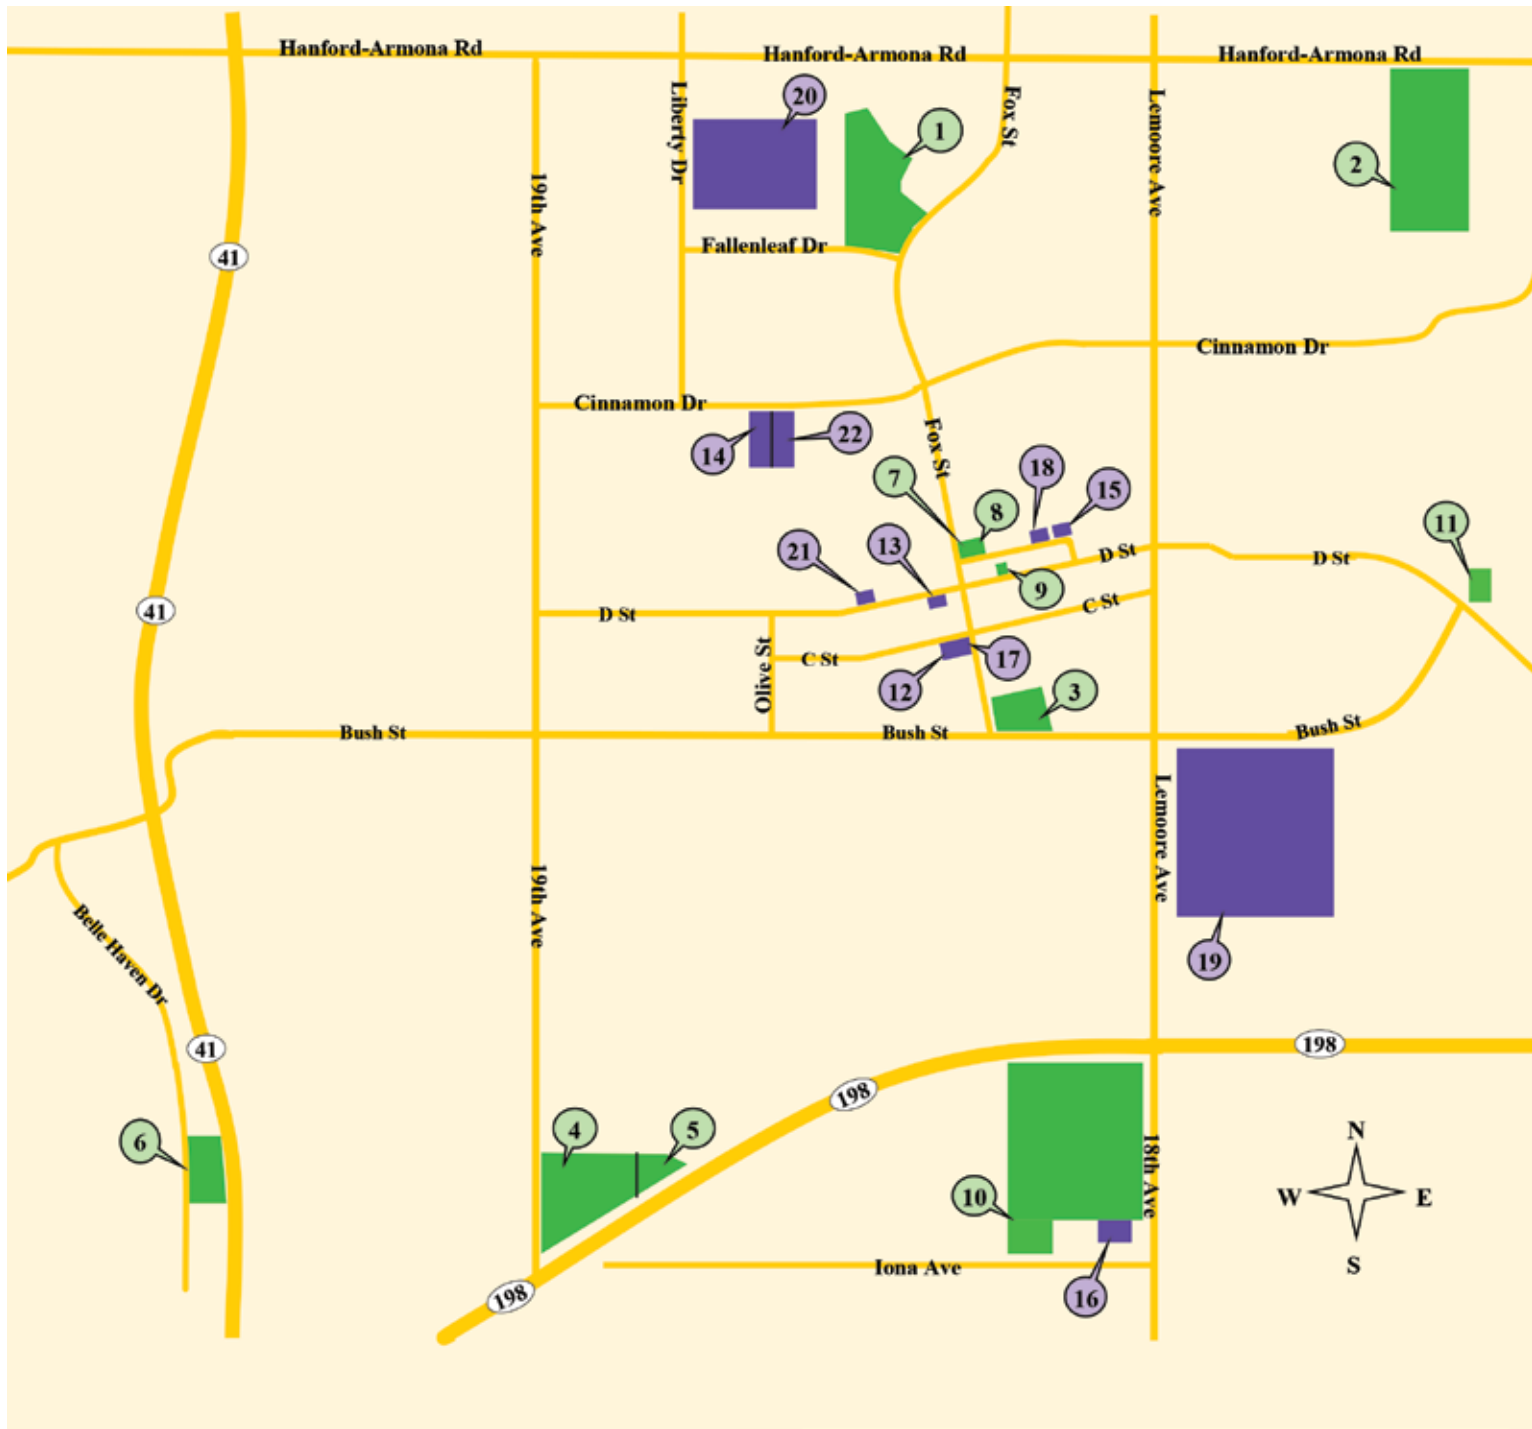 Hanford-Armona Rd
Hanford-Armona Rd
Hanford-Armona Rd
20
1
2
Liberty Dr
Fox St
Lemoore Ave
19th Ave
41
Fallenleaf Dr
Cinnamon Dr
Cinnamon Dr
14
22
Fox St
7
18
15
8
11
21
13
9
D St
D St
D St
41
C St
C St
Olive St
17
12
3
Bush St
Bush St
Bush St
Lemoore Ave
19th Ave
Belle Haven Dr
19
41
198
198
4
5
6
18th Ave
N
W
E
S
10
Iona Ave
16
198